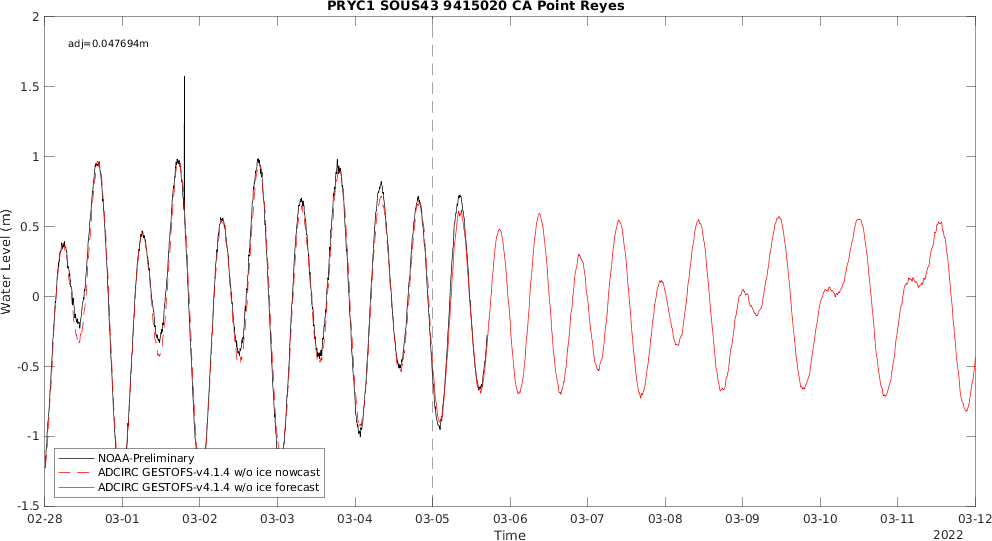 PRYC1 SOUS43 9415020 CA Point Reyes
adj=0.047694m
Water Level (m)
2
1.5
1
0.5
0
-0.5
-1
-1.5
NOAA-Preliminary
ADCIRC GESTOFS-v4.1.4 w/o ice nowcast
ADCIRC GESTOFS-v4.1.4 w/o ice forecast
02-28 03-01 03-02 03-03 03-04 03-05 03-06 03-07 03-08 03-09 03-10 03-11 03-12
Time
2022